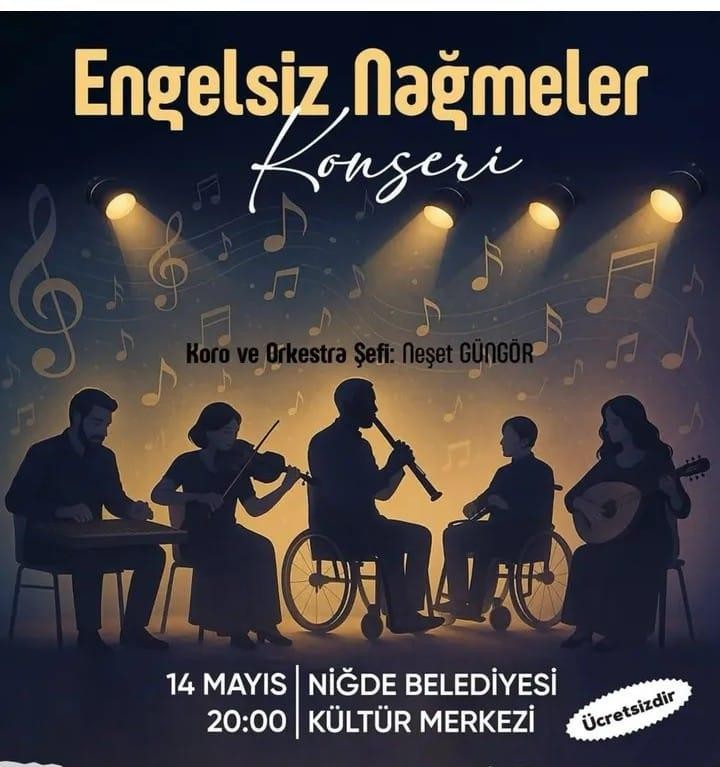 Engelsiz Nağmeler
Konseri
Koro ve Orkestra Şefi: Neşet GÜNGÖR
14 MAYIS
20:00
NİĞDE BELEDİYESİ
KÜLTÜR MERKEZİ
Ücretsizdir